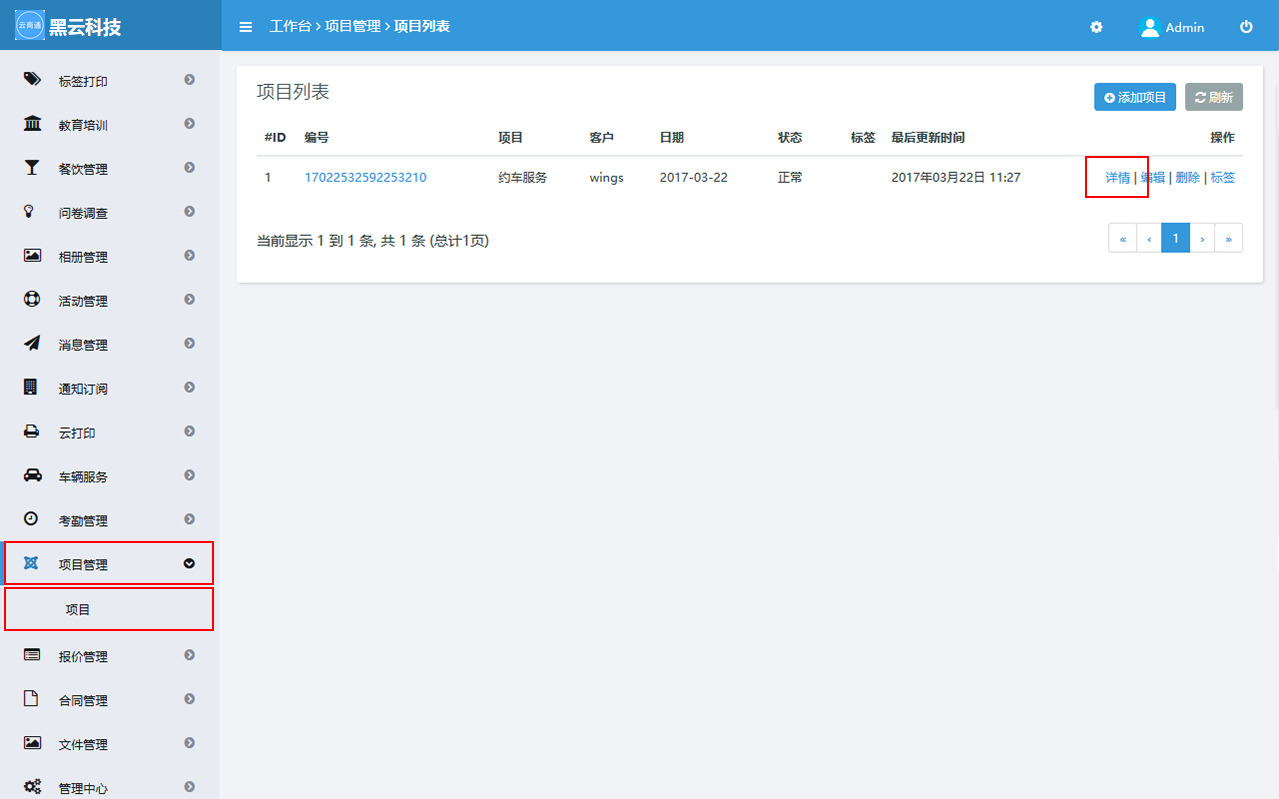 云商通 黑云科技
工作台 › 项目管理 › 项目列表
Admin
标签打印
教育培训
餐饮管理
问卷调查
相册管理
活动管理
消息管理
通知订阅
云打印
车辆服务
考勤管理
项目管理
项目
报价管理
合同管理
文件管理
管理中心
项目列表
添加项目 刷新
#ID 编号 项目 客户 日期 状态 标签 最后更新时间 操作
1 17022532592253210 约车服务 wings 2017-03-22 正常 2017年03月22日 11:27 详情 | 编辑 | 删除 | 标签
当前显示 1 到 1 条, 共 1 条 (总计1页)
« ‹ 1 › »